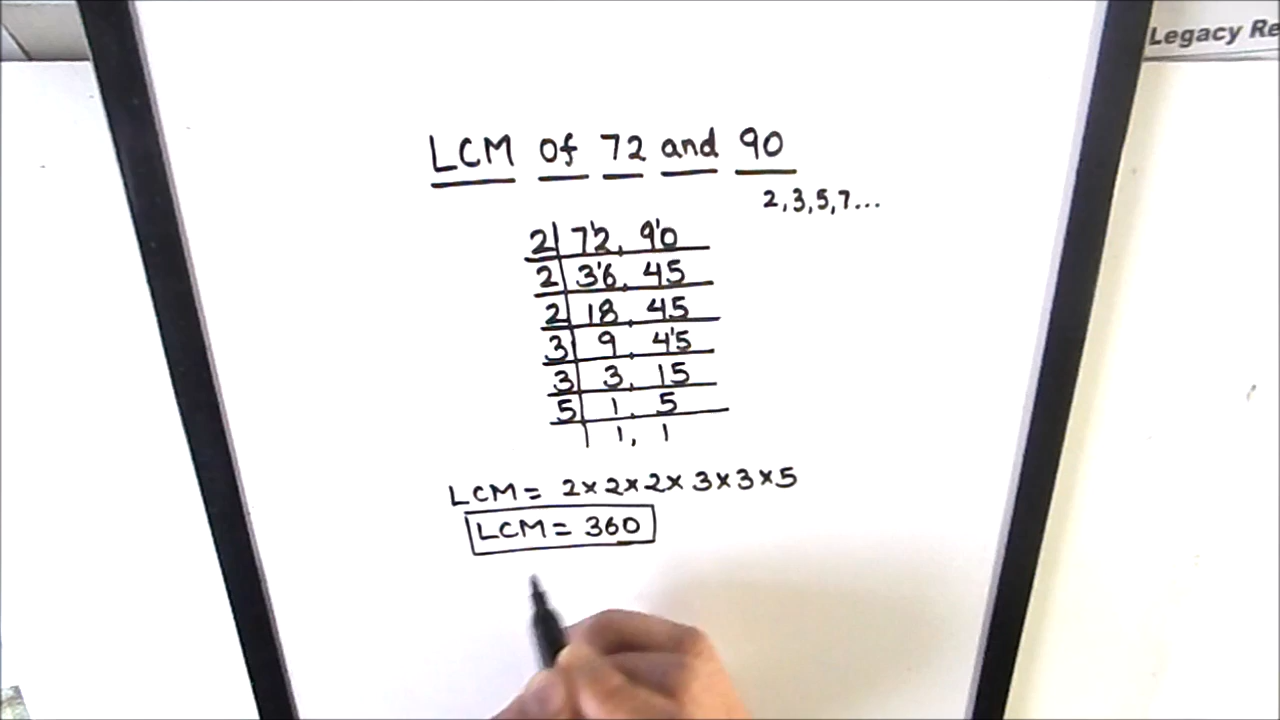 Legacy Re
LCM of 72 and 90
2,3,5,7...
2 72, 90
2 36, 45
2 18, 45
3 9, 45
3 3, 15
5 1, 5
1, 1
LCM = 2×2×2×3×3×5
LCM = 360